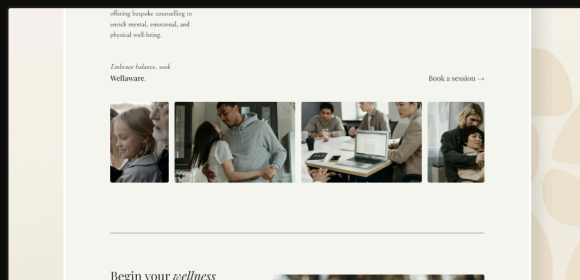 offering bespoke counselling to
enrich mental, emotional, and
physical well-being.
Embrace balance, seek
Wellaware.
Book a session →
Begin your wellness